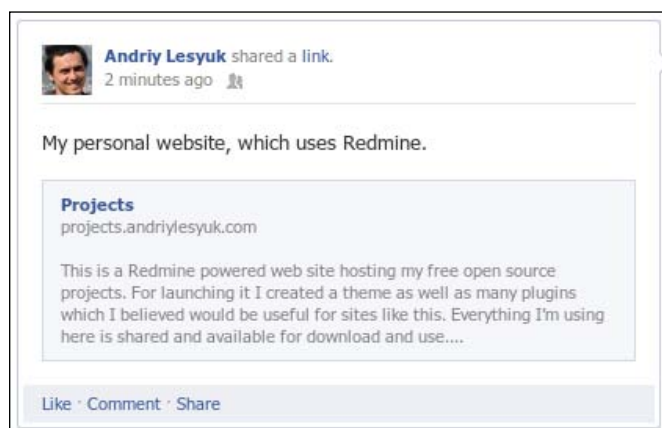 Andriy Lesyuk shared a link.
2 minutes ago
My personal website, which uses Redmine.
Projects
projects.andriylesyuk.com
This is a Redmine powered web site hosting my free open source
projects. For launching it I created a theme as well as many plugins
which I believed would be useful for sites like this. Everything I'm using
here is shared and available for download and use....
Like · Comment · Share